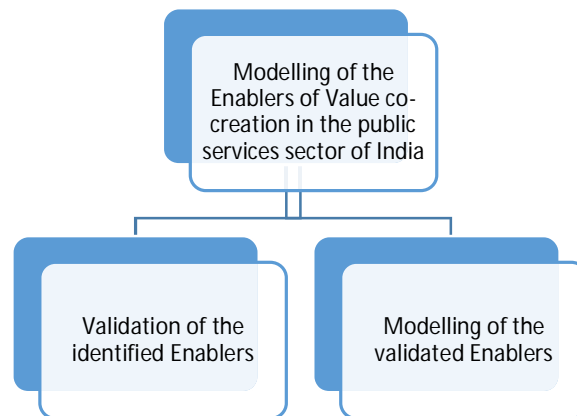 Modelling of the
Enablers of Value co-
creation in the public
services sector of India
Validation of the
identified Enablers
Modelling of the
validated Enablers